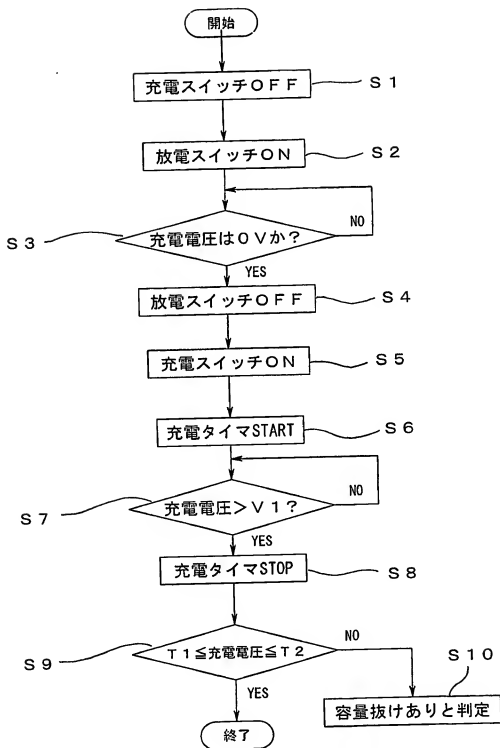 開始
充電スイッチOFF
S1
放電スイッチON
S2
充電電圧は0Vか?
NO
S3
YES
放電スイッチOFF
S4
充電スイッチON
S5
充電タイマSTART
S6
充電電圧>V1?
NO
S7
YES
充電タイマSTOP
S8
T1≦充電電圧≦T2
NO
S9
YES
S10
容量抜けありと判定
終了